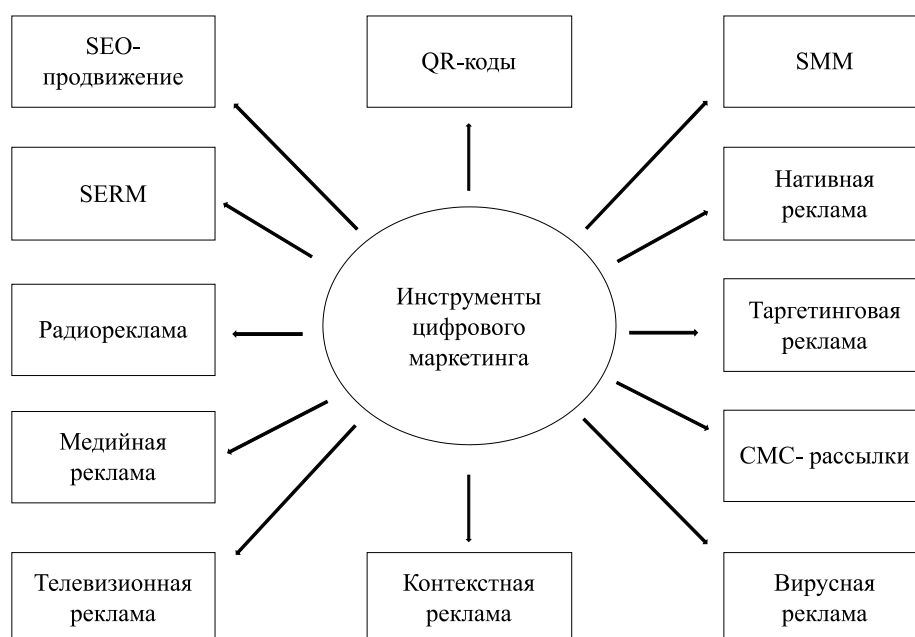 SEO-
продвижение
QR-коды
SMM
SERM
Нативная
реклама
Инструменты
цифрового
маркетинга
Радиореклама
Таргетинговая
реклама
Медийная
реклама
СМС- рассылки
Телевизионная
реклама
Контекстная
реклама
Вирусная
реклама